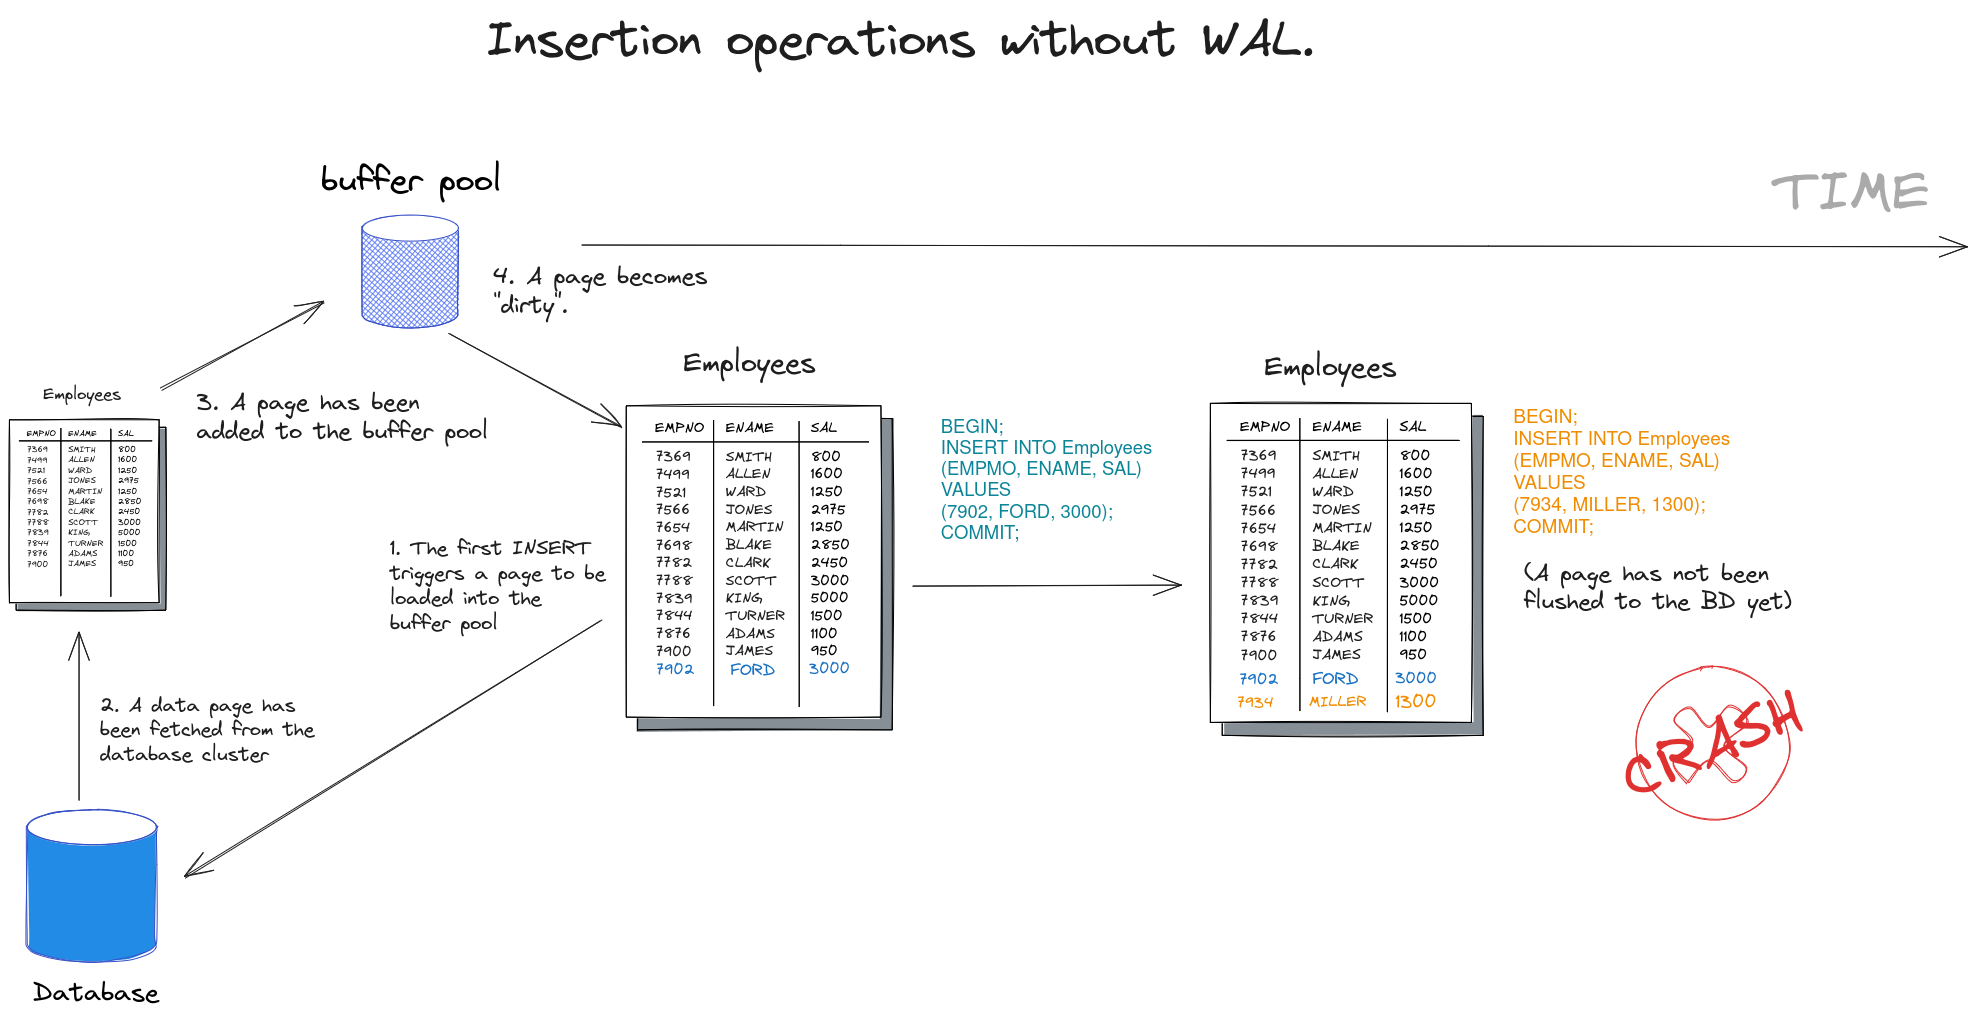 Insertion operations without WAL.
buffer pool
TIME
4. A page becomes
"dirty".
3. A page has been
added to the buffer pool
Employees
EMPNO ENAME SAL
7369 SMITH 800
7499 ALLEN 1600
7521 WARD 1250
7566 JONES 2975
7654 MARTIN 1250
7698 BLAKE 2850
7782 CLARK 2450
7788 SCOTT 3000
7839 KING 5000
7844 TURNER 1500
7876 ADAMS 1100
7900 JAMES 950
1. The first INSERT
triggers a page to be
loaded into the
buffer pool
2. A data page has
been fetched from the
database cluster
Database
Employees
EMPNO ENAME SAL
7369 SMITH 800
7499 ALLEN 1600
7521 WARD 1250
7566 JONES 2975
7654 MARTIN 1250
7698 BLAKE 2850
7782 CLARK 2450
7788 SCOTT 3000
7839 KING 5000
7844 TURNER 1500
7876 ADAMS 1100
7900 JAMES 950
7902 FORD 3000
BEGIN;
INSERT INTO Employees
(EMPMO, ENAME, SAL)
VALUES
(7902, FORD, 3000);
COMMIT;
Employees
EMPNO ENAME SAL
7369 SMITH 800
7499 ALLEN 1600
7521 WARD 1250
7566 JONES 2975
7654 MARTIN 1250
7698 BLAKE 2850
7782 CLARK 2450
7788 SCOTT 3000
7839 KING 5000
7844 TURNER 1500
7876 ADAMS 1100
7900 JAMES 950
7902 FORD 3000
7934 MILLER 1300
BEGIN;
INSERT INTO Employees
(EMPMO, ENAME, SAL)
VALUES
(7934, MILLER, 1300);
COMMIT;
(A page has not been
flushed to the BD yet)
CRASH